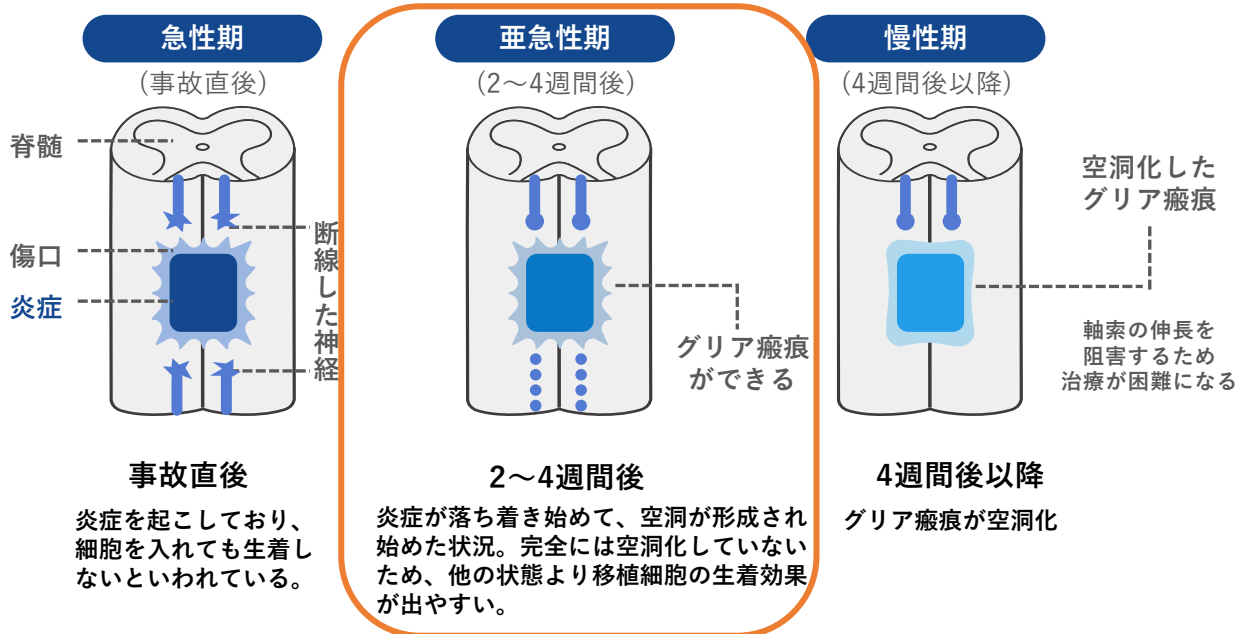 急性期
(事故直後)
脊髄
傷口
炎症
断線した神経
事故直後
炎症を起こしており、
細胞を入れても生着し
ないといわれている。
亜急性期
(2〜4週間後)
グリア瘢痕
ができる
2〜4週間後
炎症が落ち着き始めて、空洞が形成され
始めた状況。完全には空洞化していない
ため、他の状態より移植細胞の生着効果
が出やすい。
慢性期
(4週間後以降)
空洞化した
グリア瘢痕
軸索の伸長を
阻害するため
治療が困難になる
4週間後以降
グリア瘢痕が空洞化